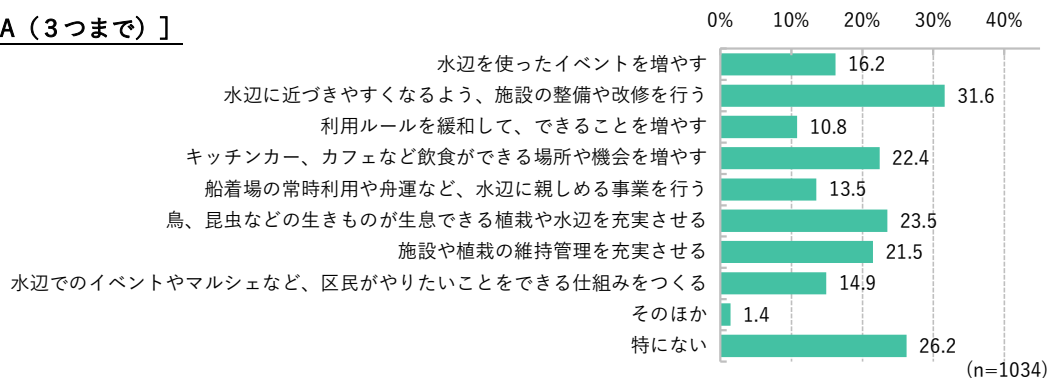 A（３つまで）］
0% 10% 20% 30% 40%
水辺を使ったイベントを増やす 16.2
水辺に近づきやすくなるよう、施設の整備や改修を行う 31.6
利用ルールを緩和して、できることを増やす 10.8
キッチンカー、カフェなど飲食ができる場所や機会を増やす 22.4
船着場の常時利用や舟運など、水辺に親しめる事業を行う 13.5
鳥、昆虫などの生きものが生息できる植栽や水辺を充実させる 23.5
施設や植栽の維持管理を充実させる 21.5
水辺でのイベントやマルシェなど、区民がやりたいことをできる仕組みをつくる 14.9
そのほか 1.4
特にない 26.2
(n=1034)